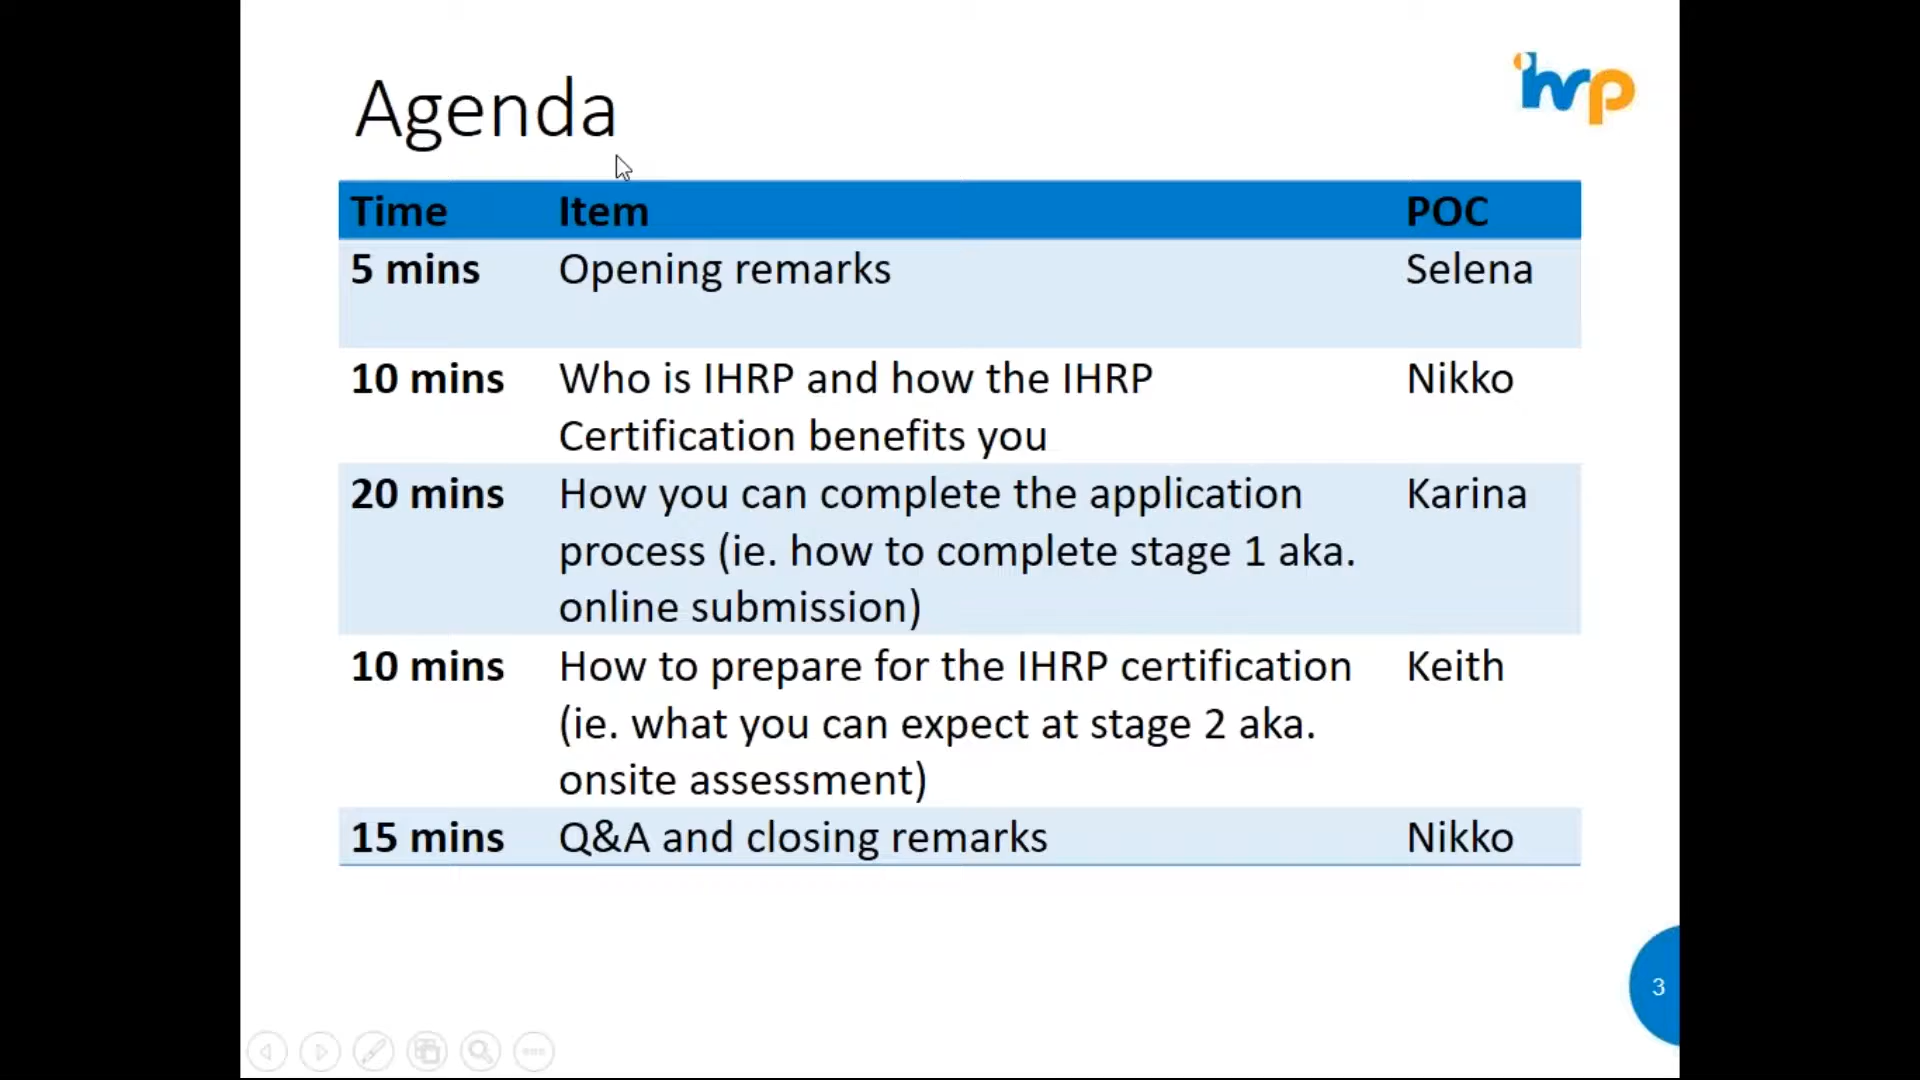 Agenda
ihrp
Time Item POC
5 mins Opening remarks Selena
10 mins Who is IHRP and how the IHRP Nikko
Certification benefits you
20 mins How you can complete the application Karina
process (ie. how to complete stage 1 aka.
online submission)
10 mins How to prepare for the IHRP certification Keith
(ie. what you can expect at stage 2 aka.
onsite assessment)
15 mins Q&A and closing remarks Nikko
3